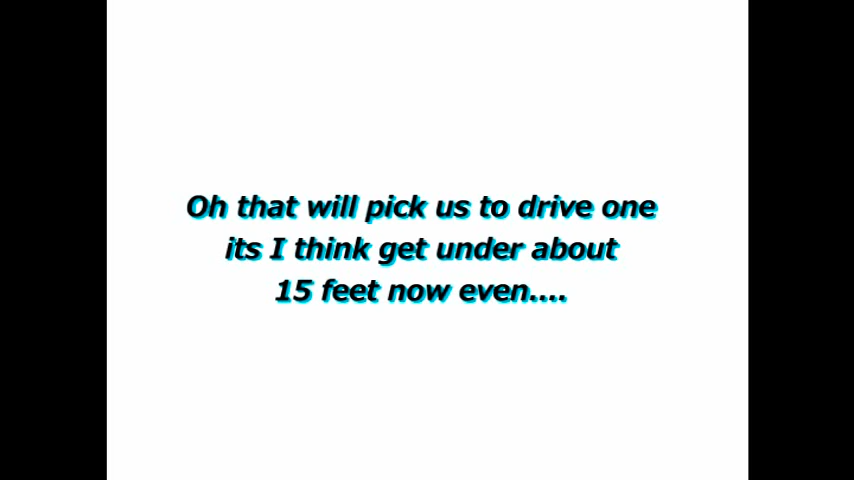 Oh that will pick us to drive one
its I think get under about
15 feet now even....